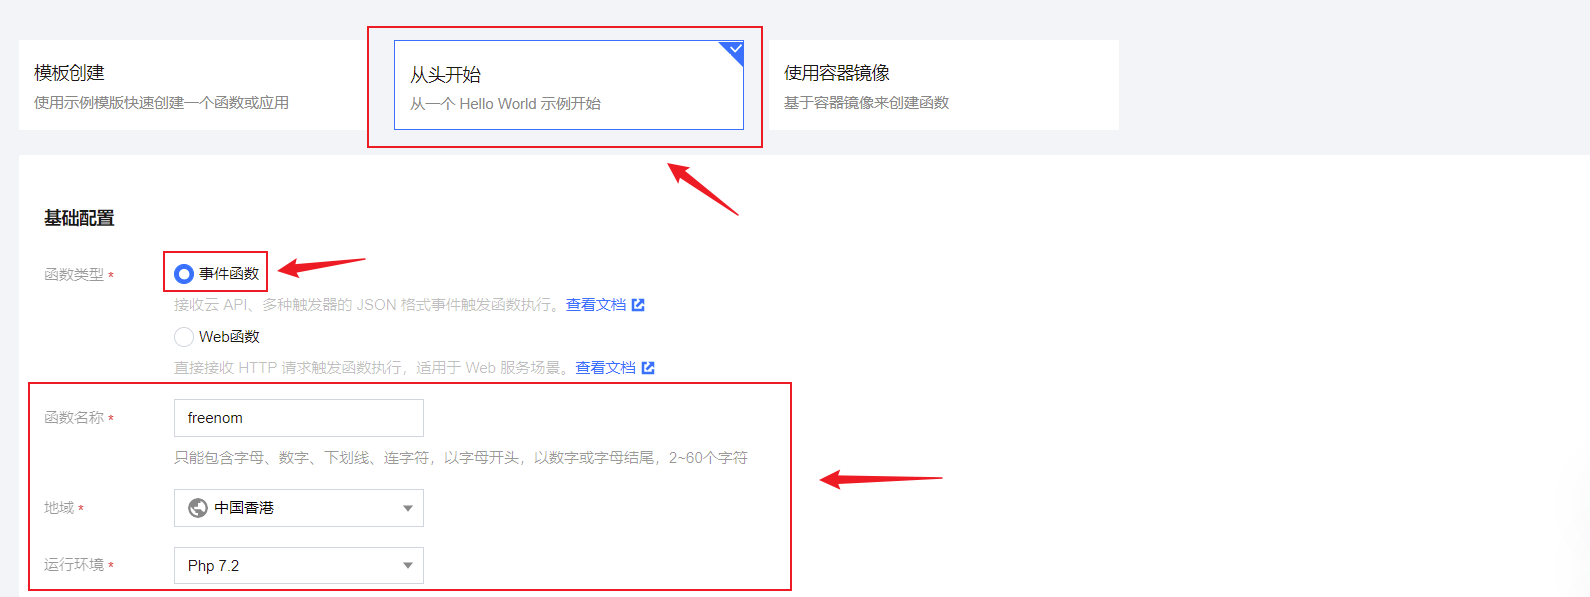 模板创建
使用示例模版快速创建一个函数或应用
从头开始
从一个 Hello World 示例开始
使用容器镜像
基于容器镜像来创建函数
基础配置
函数类型 *
事件函数
接收云 API、多种触发器的 JSON 格式事件触发函数执行。查看文档
Web函数
直接接收 HTTP 请求触发函数执行，适用于 Web 服务场景。查看文档
函数名称 *
freenom
只能包含字母、数字、下划线、连字符，以字母开头，以数字或字母结尾，2~60个字符
地域 *
中国香港
运行环境 *
Php 7.2